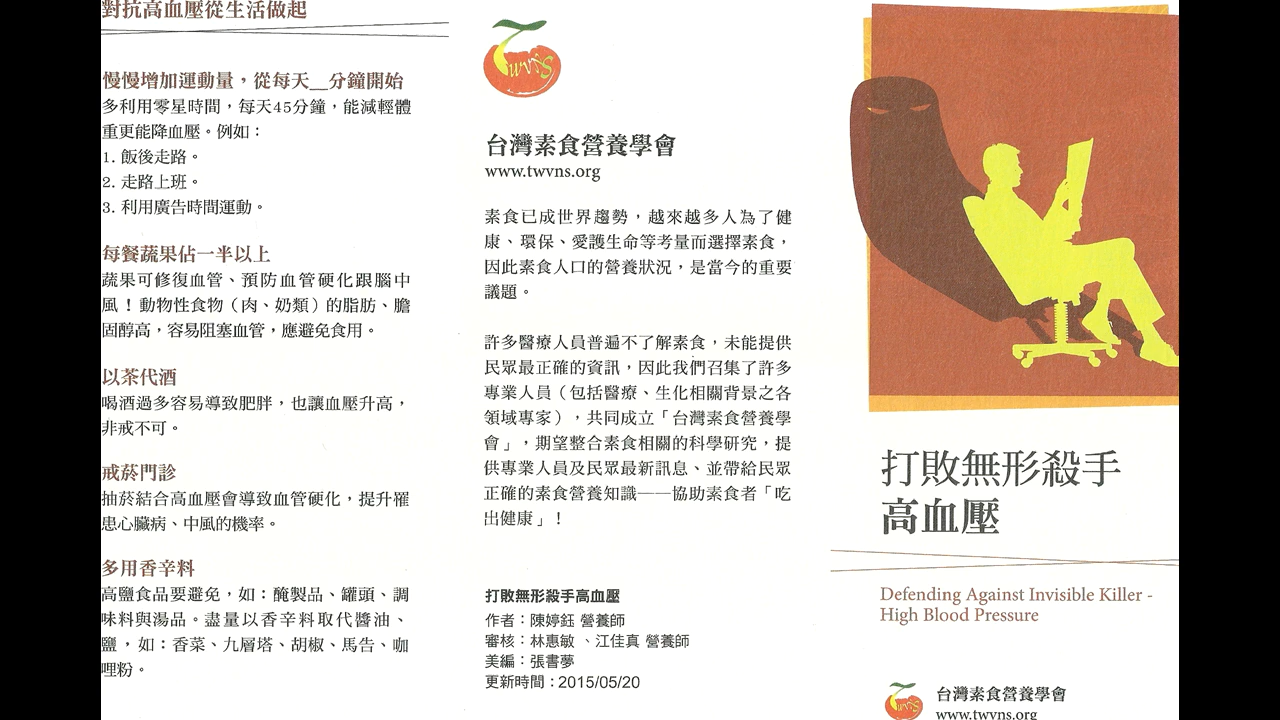 對抗高血壓從生活做起
慢慢增加運動量，從每天__分鐘開始
多利用零星時間，每天45分鐘，能減輕體
重更能降血壓。例如：
1. 飯後走路。
2. 走路上班。
3. 利用廣告時間運動。
每餐蔬果佔一半以上
蔬果可修復血管、預防血管硬化跟腦中
風！動物性食物（肉、奶類）的脂肪、膽
固醇高，容易阻塞血管，應避免食用。
以茶代酒
喝酒過多容易導致肥胖，也讓血壓升高，
非戒不可。
戒菸門診
抽菸結合高血壓會導致血管硬化，提升罹
患心臟病、中風的機率。
多用香辛料
高鹽食品要避免，如：醃製品、罐頭、調
味料與湯品。盡量以香辛料取代醬油、
鹽，如：香菜、九層塔、胡椒、馬告、咖
哩粉。
Twvns
台灣素食營養學會
www.twvns.org
素食已成世界趨勢，越來越多人為了健
康、環保、愛護生命等考量而選擇素食，
因此素食人口的營養狀況，是當今的重要
議題。
許多醫療人員普遍不了解素食，未能提供
民眾最正確的資訊，因此我們召集了許多
專業人員（包括醫療、生化相關背景之各
領域專家），共同成立「台灣素食營養學
會」，期望整合素食相關的科學研究，提
供專業人員及民眾最新訊息、並帶給民眾
正確的素食營養知識——協助素食者「吃
出健康」！
打敗無形殺手高血壓
作者：陳婷鈺 營養師
審核：林惠敏 、江佳真 營養師
美編：張書夢
更新時間：2015/05/20
打敗無形殺手
高血壓
Defending Against Invisible Killer -
High Blood Pressure
Twvns
台灣素食營養學會
www.twvns.org